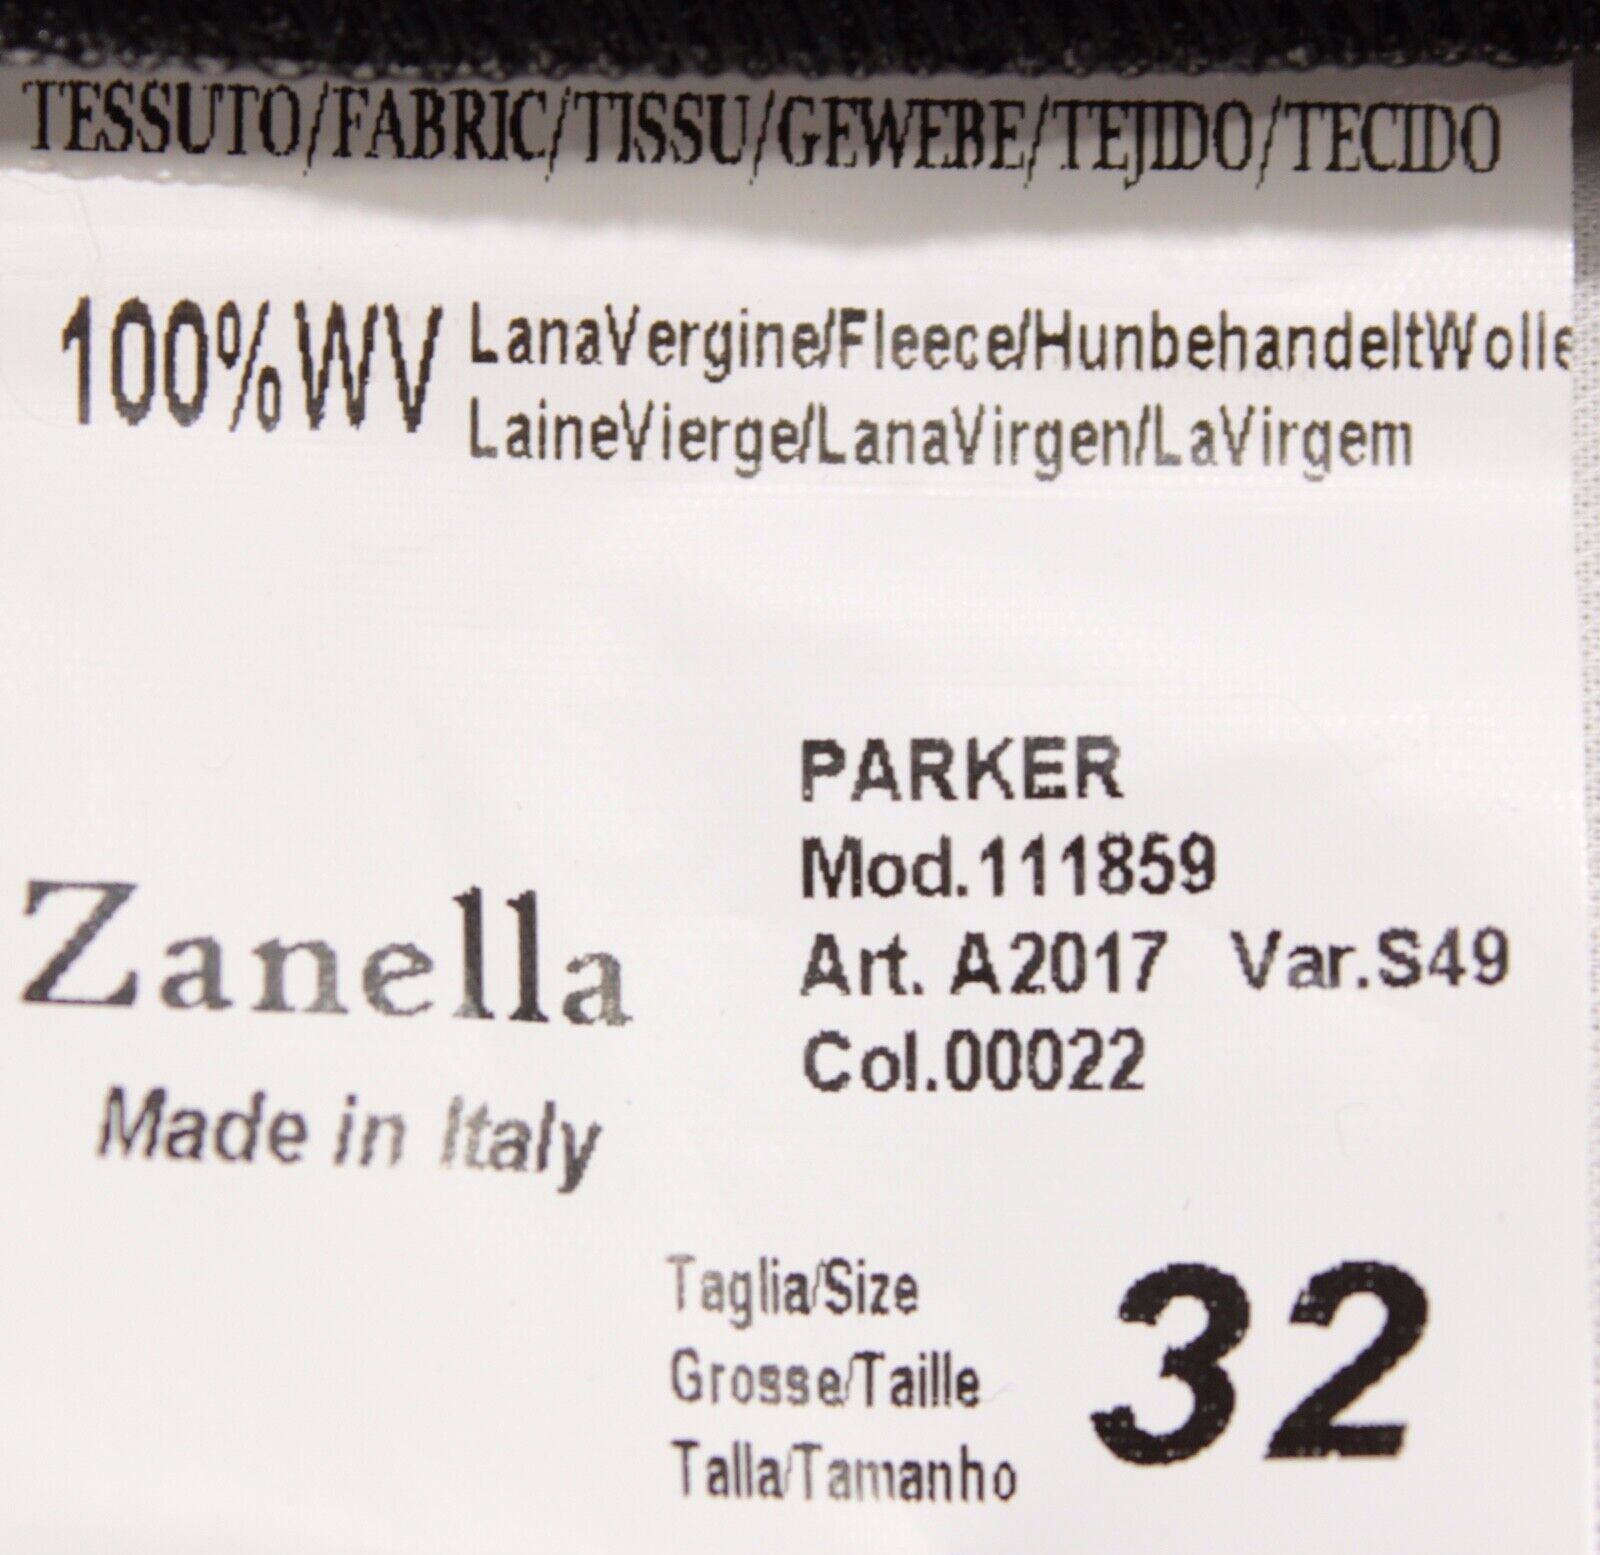 TESSUTO/FABRIC/TISSU/GEWEBE/TEJIDO/TECIDO
100%WV
LanaVergine/Fleece/HunbehandeltWolle
LaineVierge/LanaVirgen/LaVirgem
Zanella
Made in Italy
PARKER
Mod.111859
Art. A2017 Var.S49
Col.00022
Taglia/Size
Grosse/Taille
Talla/Tamanho
32